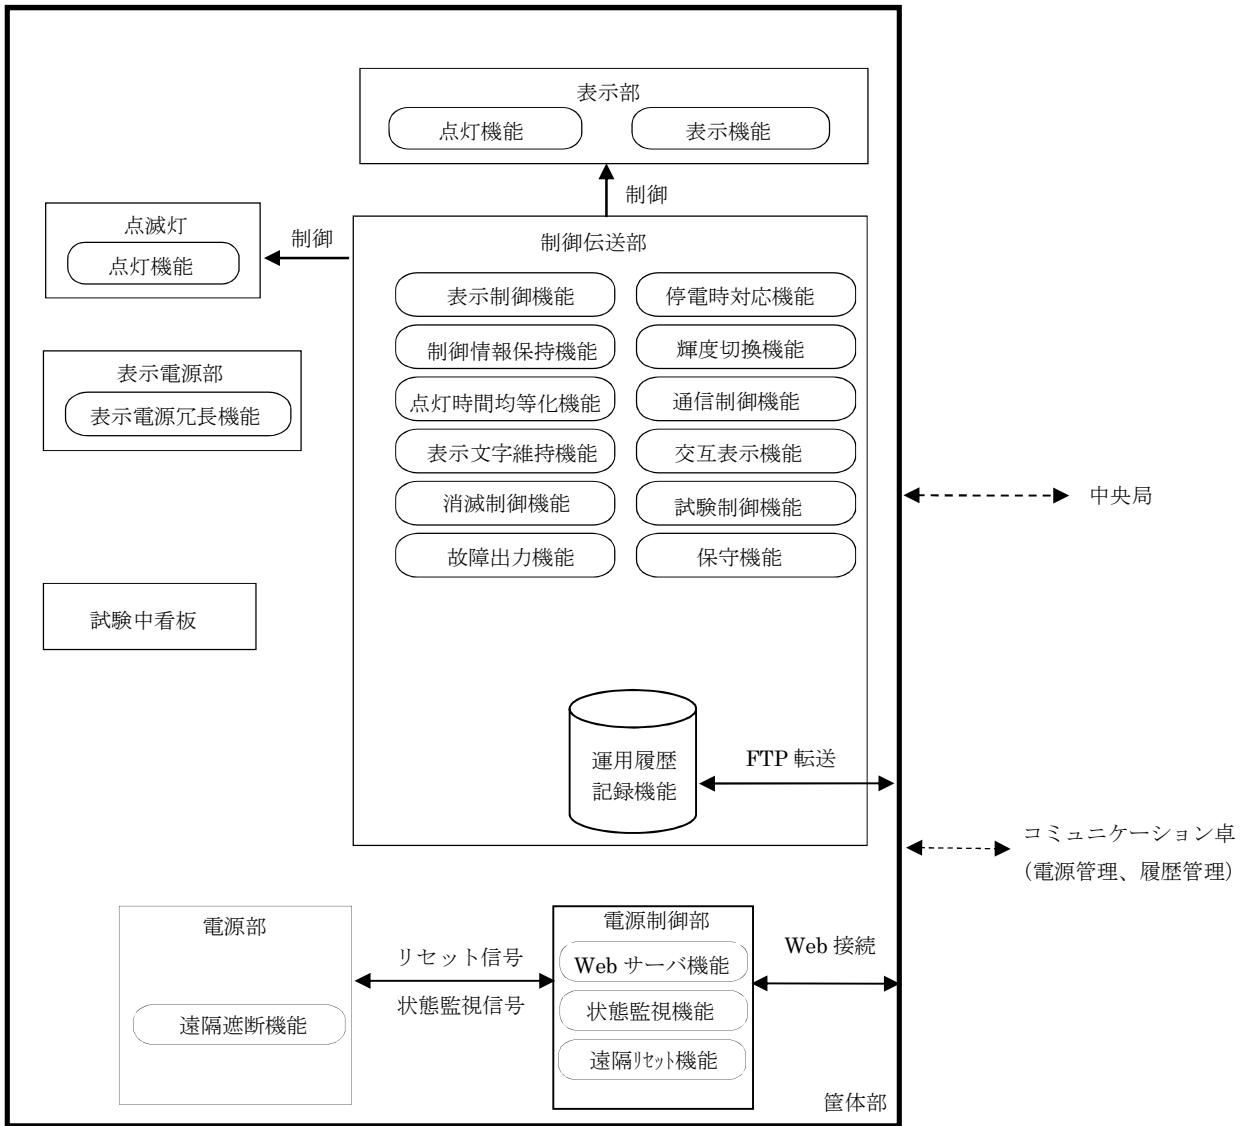 表示部
点灯機能
表示機能
制御
点滅灯
点灯機能
制御
制御伝送部
表示制御機能
停電時対応機能
制御情報保持機能
輝度切換機能
点灯時間均等化機能
通信制御機能
表示文字維持機能
交互表示機能
消滅制御機能
試験制御機能
故障出力機能
保守機能
表示電源部
表示電源冗長機能
中央局
試験中看板
運用履歴
記録機能
FTP 転送
コミュニケーション卓
(電源管理、履歴管理)
電源部
遠隔遮断機能
リセット信号
状態監視信号
電源制御部
Web サーバ機能
状態監視機能
遠隔ﾘｾｯﾄ機能
Web 接続
筐体部